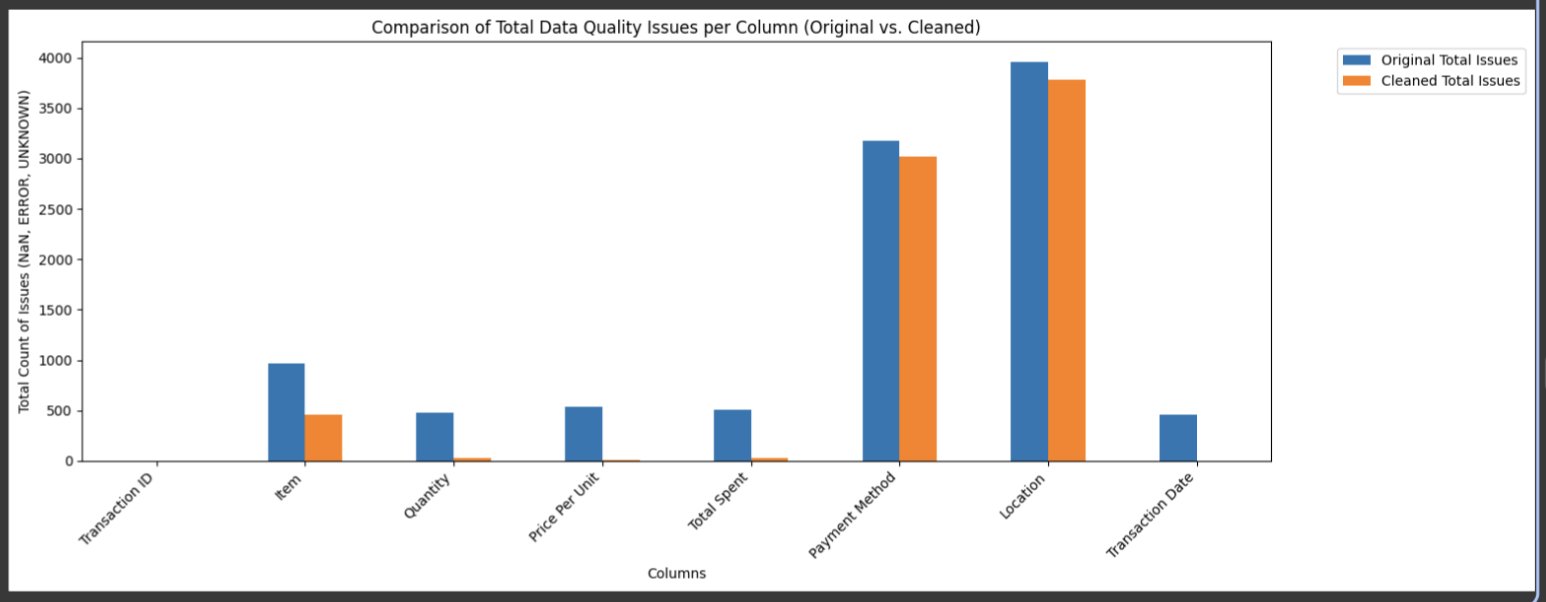 Comparison of Total Data Quality Issues per Column (Original vs. Cleaned)
Original Total Issues
Cleaned Total Issues
Total Count of Issues (NaN, ERROR, UNKNOWN)
4000
3500
3000
2500
2000
1500
1000
500
0
Transaction ID
Item
Quantity
Price Per Unit
Total Spent
Payment Method
Location
Transaction Date
Columns